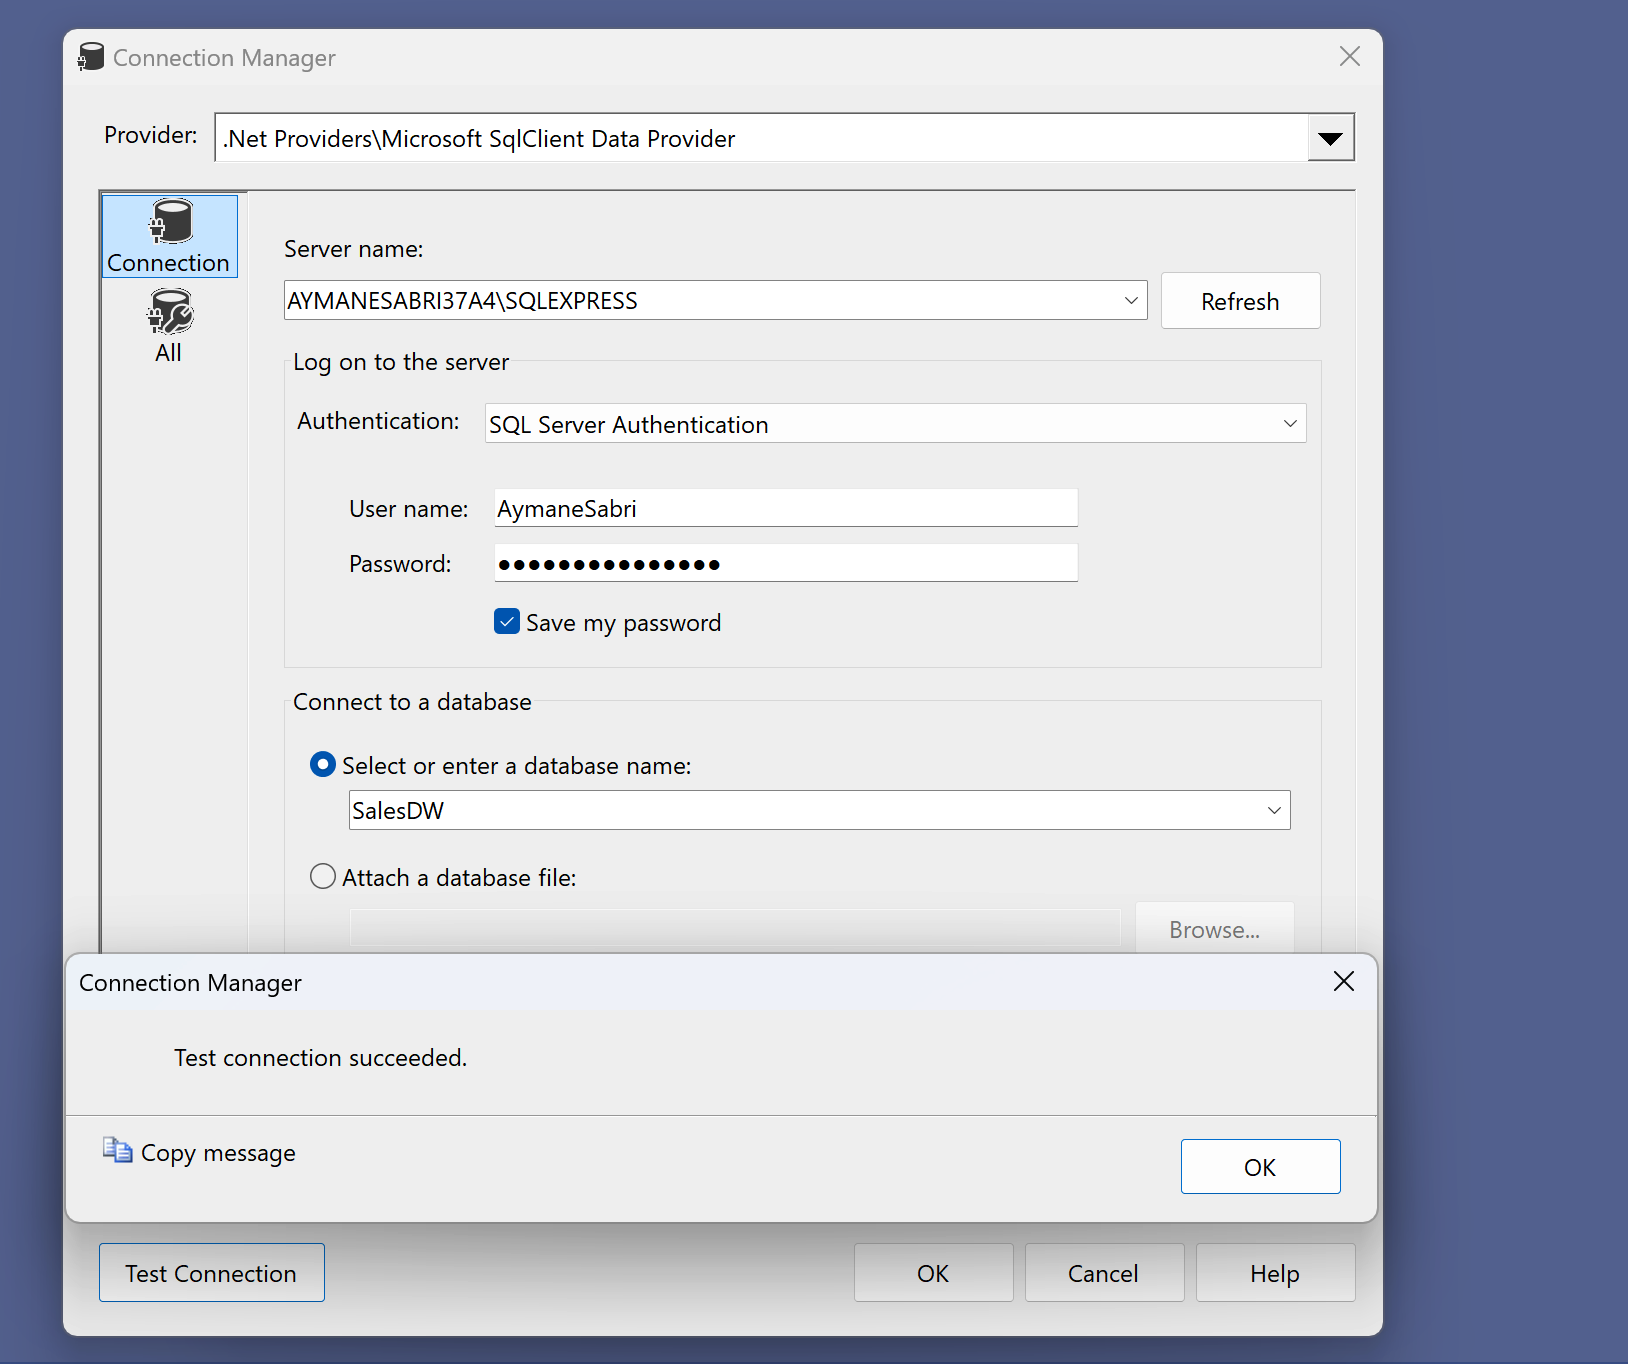 Connection Manager
Provider: .Net Providers\Microsoft SqlClient Data Provider
Connection
All
Server name:
AYMANESABRI37A4\SQLEXPRESS
Refresh
Log on to the server
Authentication: SQL Server Authentication
User name: AymaneSabri
Password: ●●●●●●●●●●●●●●●
Save my password
Connect to a database
Select or enter a database name:
SalesDW
Attach a database file:
Browse...
Connection Manager
Test connection succeeded.
Copy message
OK
Test Connection
OK
Cancel
Help